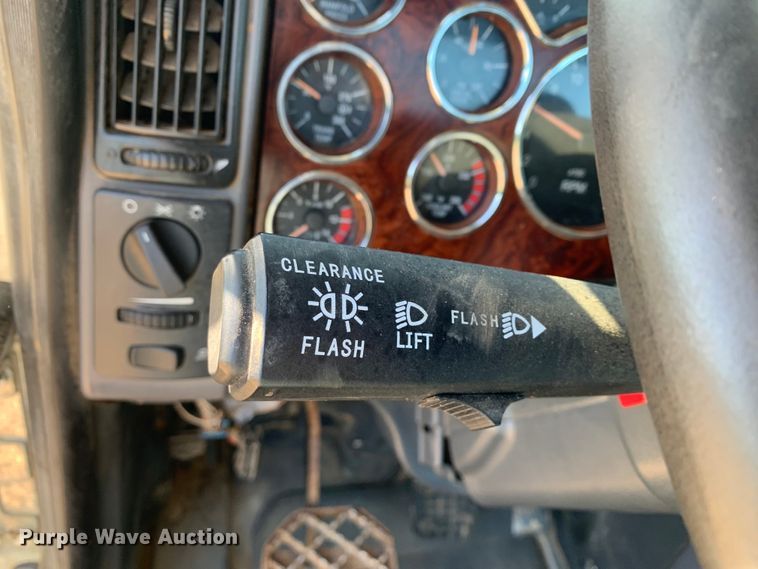 CLEARANCE
FLASH
LIFT
FLASH
RPM
Purple Wave Auction